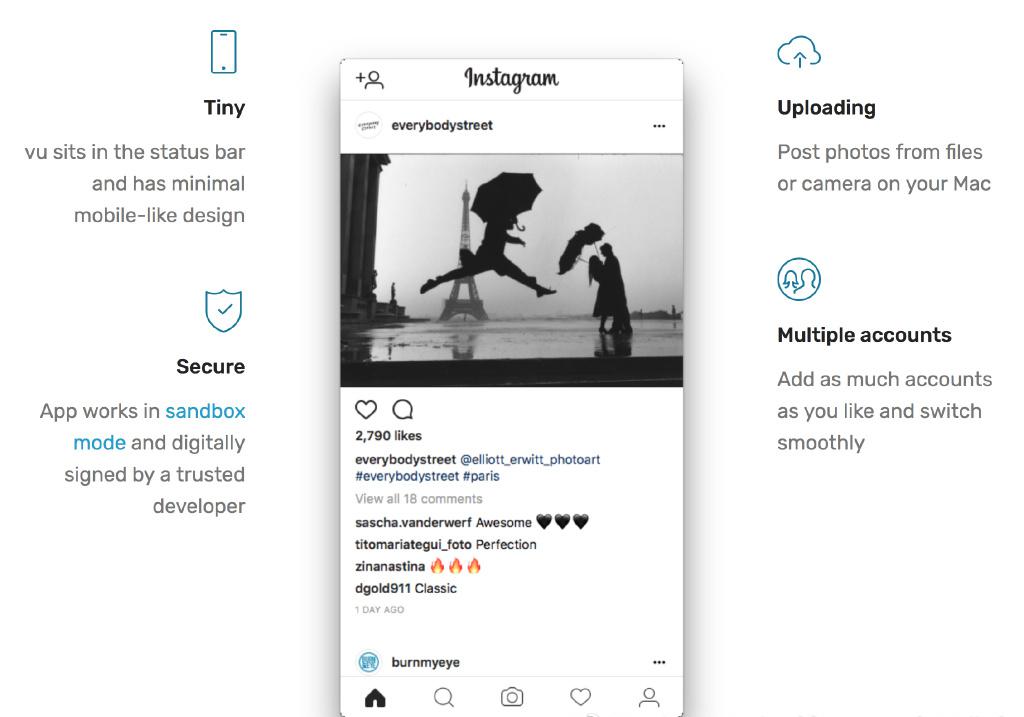 Tiny
vu sits in the status bar
and has minimal
mobile-like design
Secure
App works in sandbox
mode and digitally
signed by a trusted
developer
Instagram
everybodystreet
2,790 likes
everybodystreet @elliott_erwitt_photoart
#everybodystreet #paris
View all 18 comments
sascha.vanderwerf Awesome 🖤🖤🖤
titomariategui_foto Perfection
zinanastina 🔥🔥🔥
dgold911 Classic
1 DAY AGO
burnmyeye
Uploading
Post photos from files
or camera on your Mac
Multiple accounts
Add as much accounts
as you like and switch
smoothly